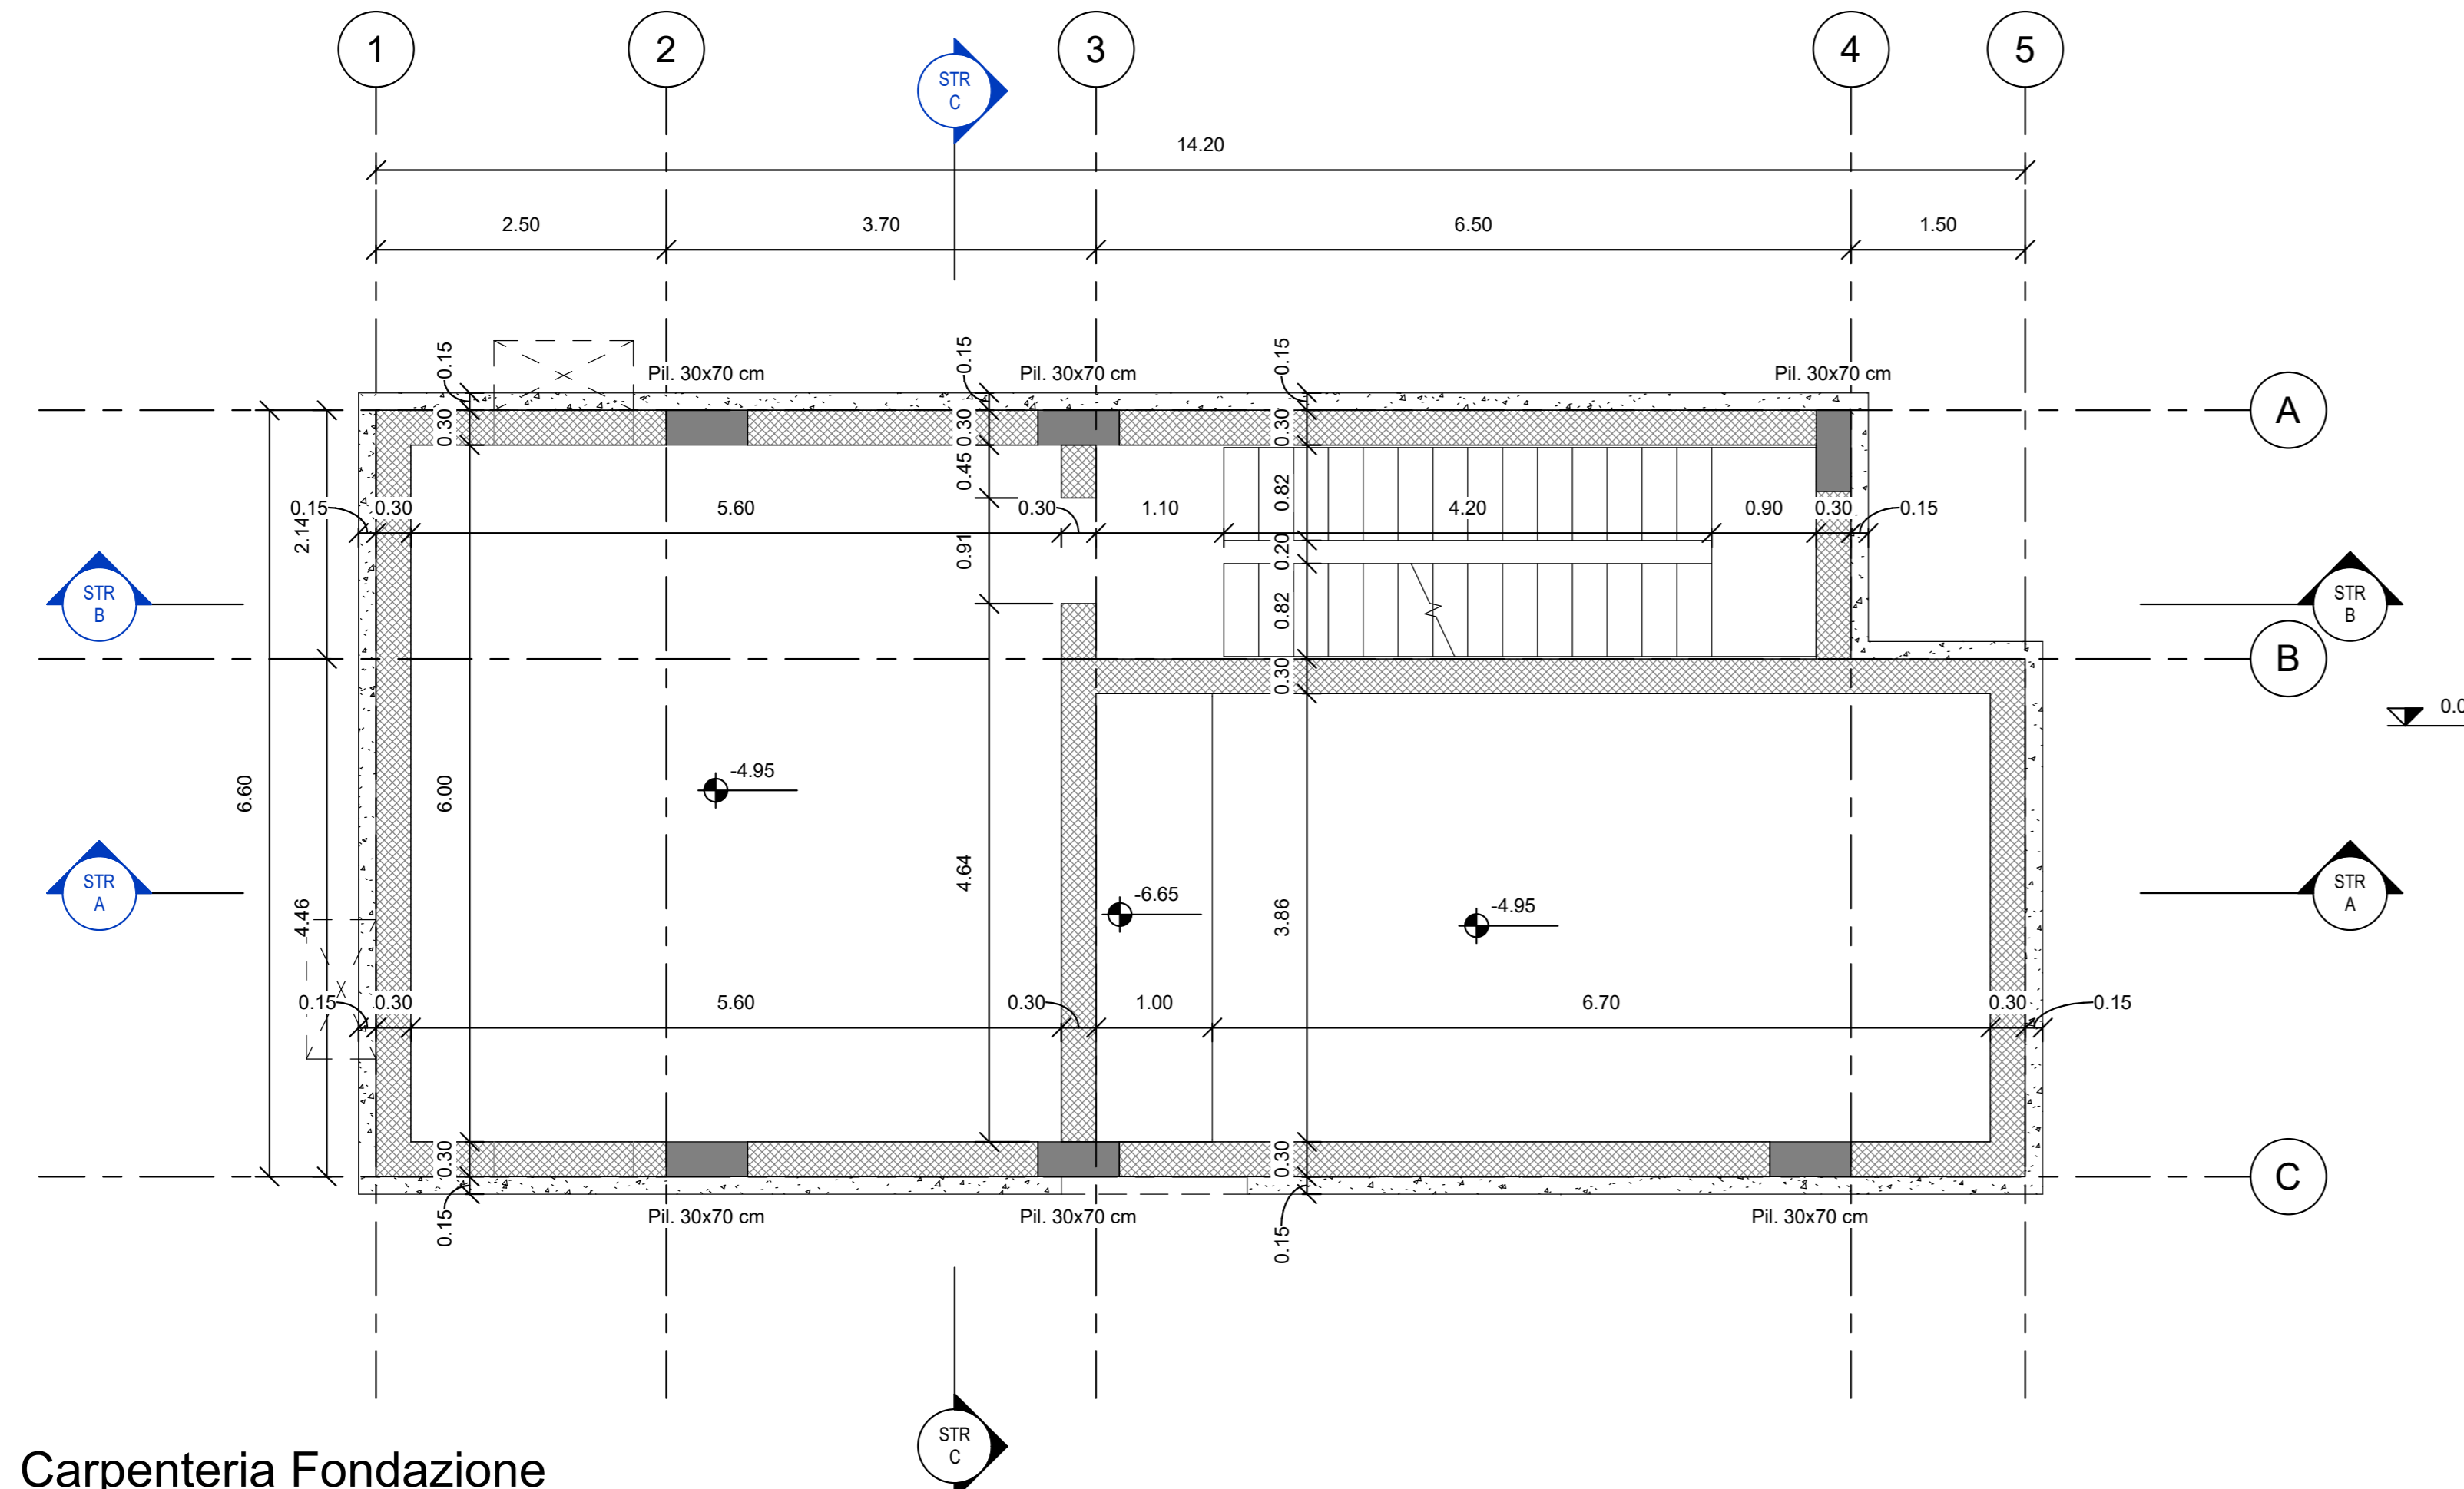 1
2
3
4
5
STR
C
14.20
2.50
3.70
6.50
1.50
0.15
0.15
0.15
Pil. 30x70 cm
Pil. 30x70 cm
Pil. 30x70 cm
A
0.30
0.30
0.30
0.45
0.82
0.15
0.30
5.60
0.30
1.10
4.20
0.90
0.30
0.15
2.14
0.91
0.20
STR
B
0.82
STR
B
B
0.30
6.60
6.00
-4.95
4.64
-6.65
-4.95
3.86
4.46
STR
A
STR
A
0.15
0.30
5.60
0.30
1.00
6.70
0.30
0.15
0.30
0.30
C
0.15
0.15
Pil. 30x70 cm
Pil. 30x70 cm
Pil. 30x70 cm
STR
C
Carpenteria Fondazione